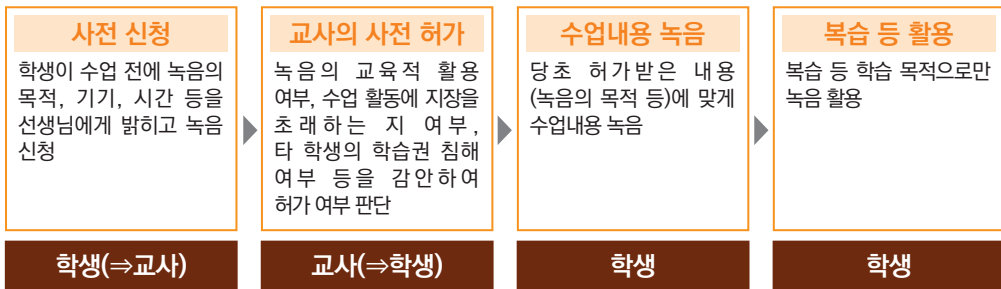 사전 신청
학생이 수업 전에 녹음의
목적, 기기, 시간 등을
선생님에게 밝히고 녹음
신청
학생(⇒교사)
교사의 사전 허가
녹음의 교육적 활용
여부, 수업 활동에 지장을
초래하는 지 여부,
타 학생의 학습권 침해
여부 등을 감안하여
허가 여부 판단
교사(⇒학생)
수업내용 녹음
당초 허가받은 내용
(녹음의 목적 등)에 맞게
수업내용 녹음
학생
복습 등 활용
복습 등 학습 목적으로만
녹음 활용
학생